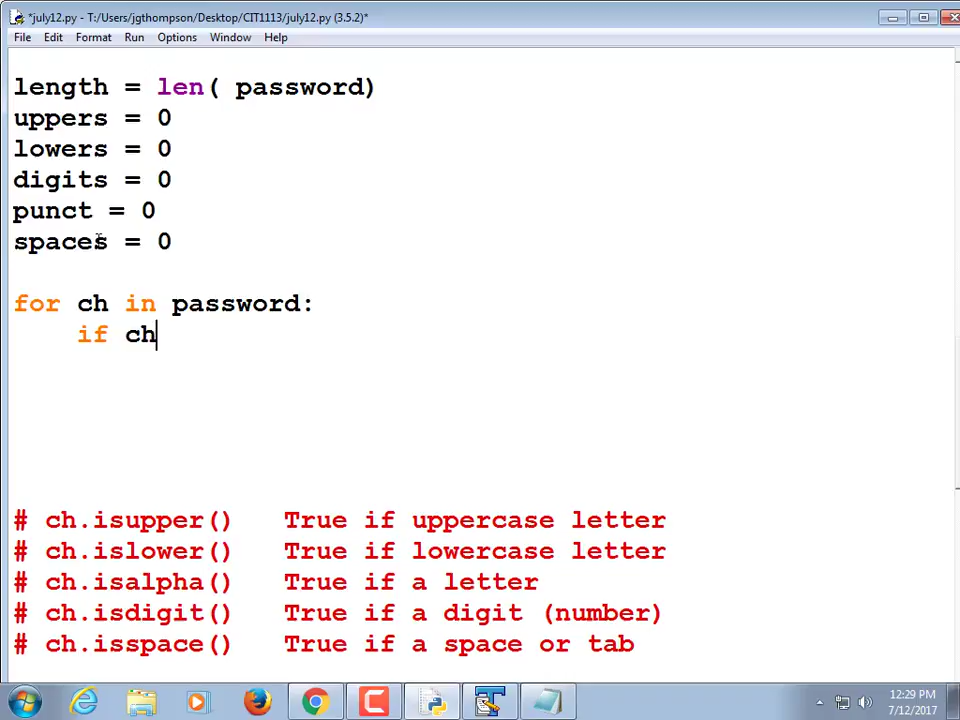 *july12.py - T:/Users/jgthompson/Desktop/CIT1113/july12.py (3.5.2)*
File Edit Format Run Options Window Help
length = len( password)
uppers = 0
lowers = 0
digits = 0
punct = 0
spaces = 0
for ch in password:
if ch
# ch.isupper() True if uppercase letter
# ch.islower() True if lowercase letter
# ch.isalpha() True if a letter
# ch.isdigit() True if a digit (number)
# ch.isspace() True if a space or tab
12:29 PM
7/12/2017